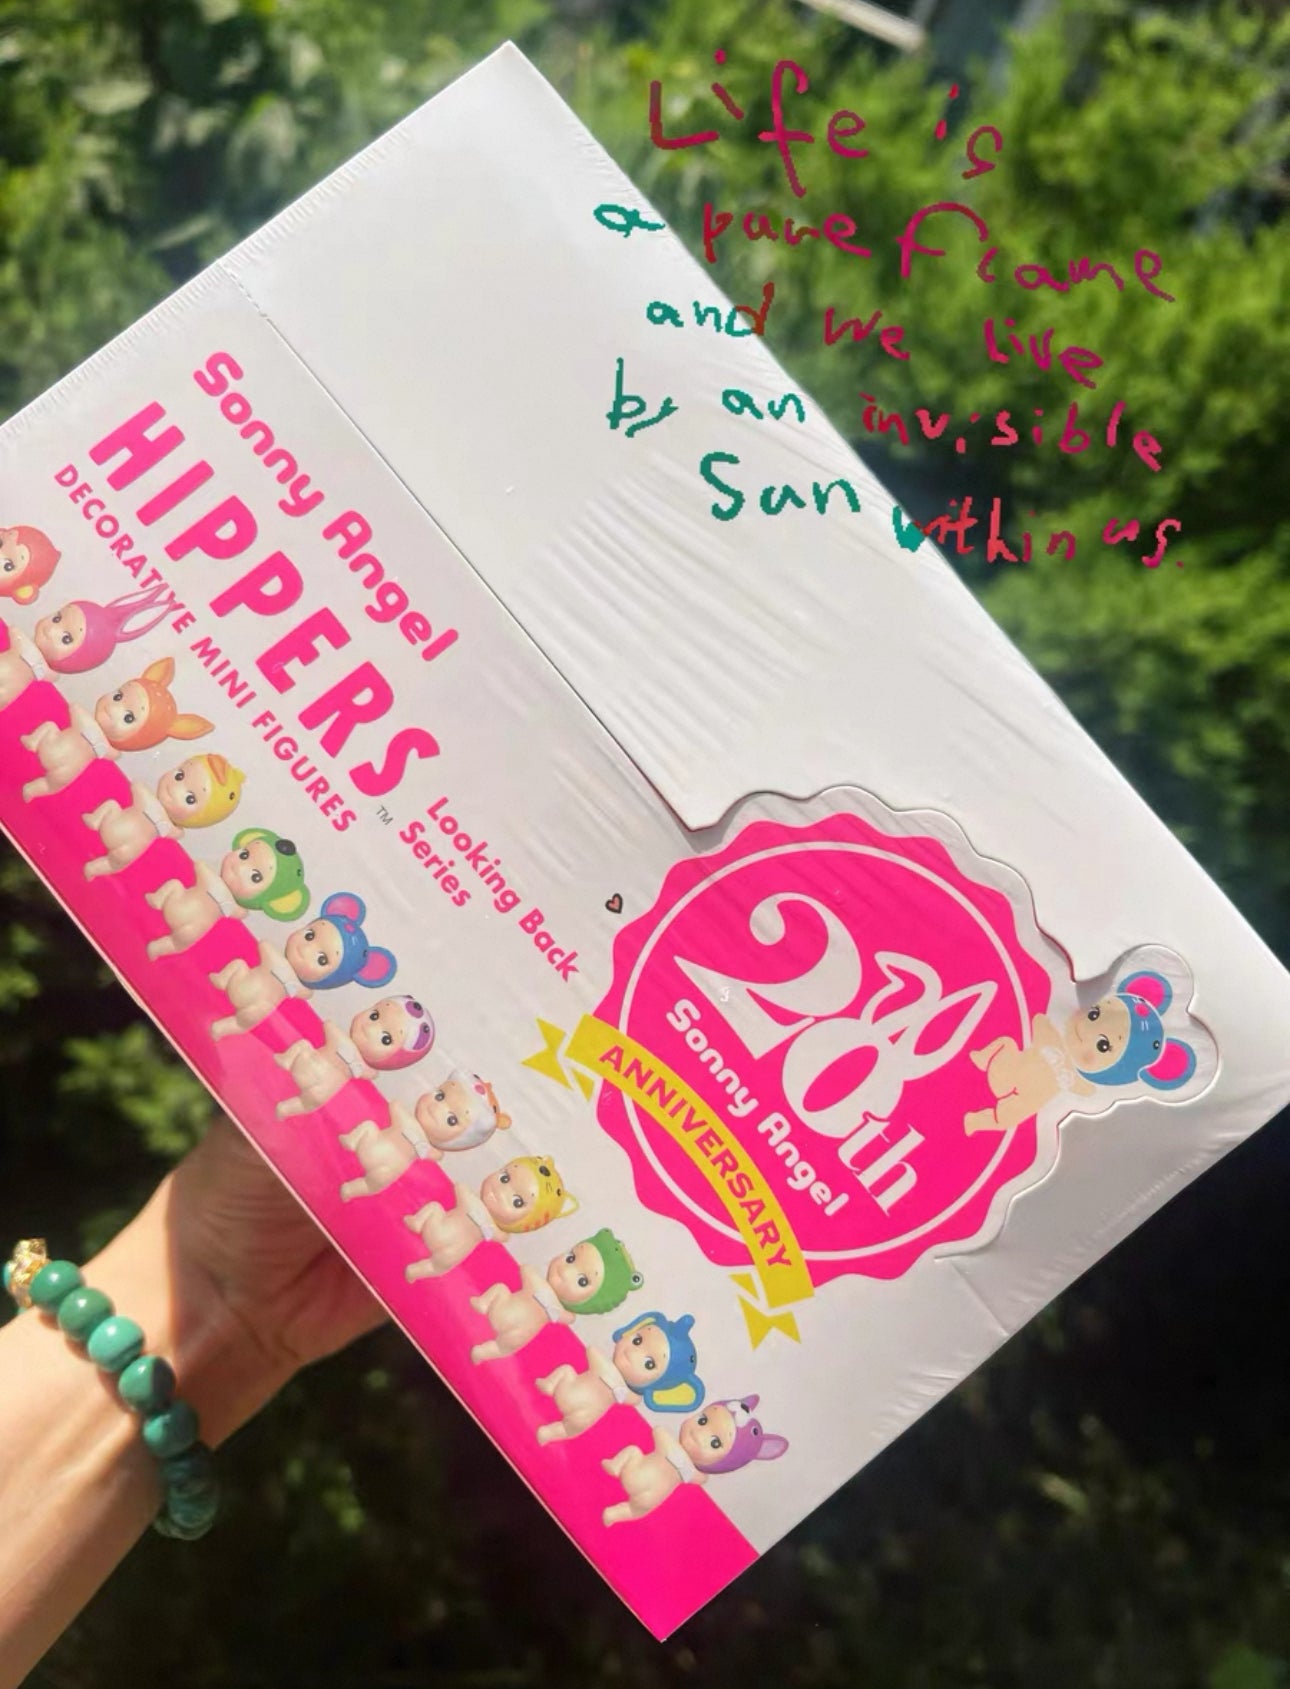 Life is
a pure flame
and we live
by an invisible
Sun within us.
Sonny Angel
HIPPERS
DECORATIVE MINI FIGURES
TM
Looking Back
Series
20th
Sonny Angel
ANNIVERSARY